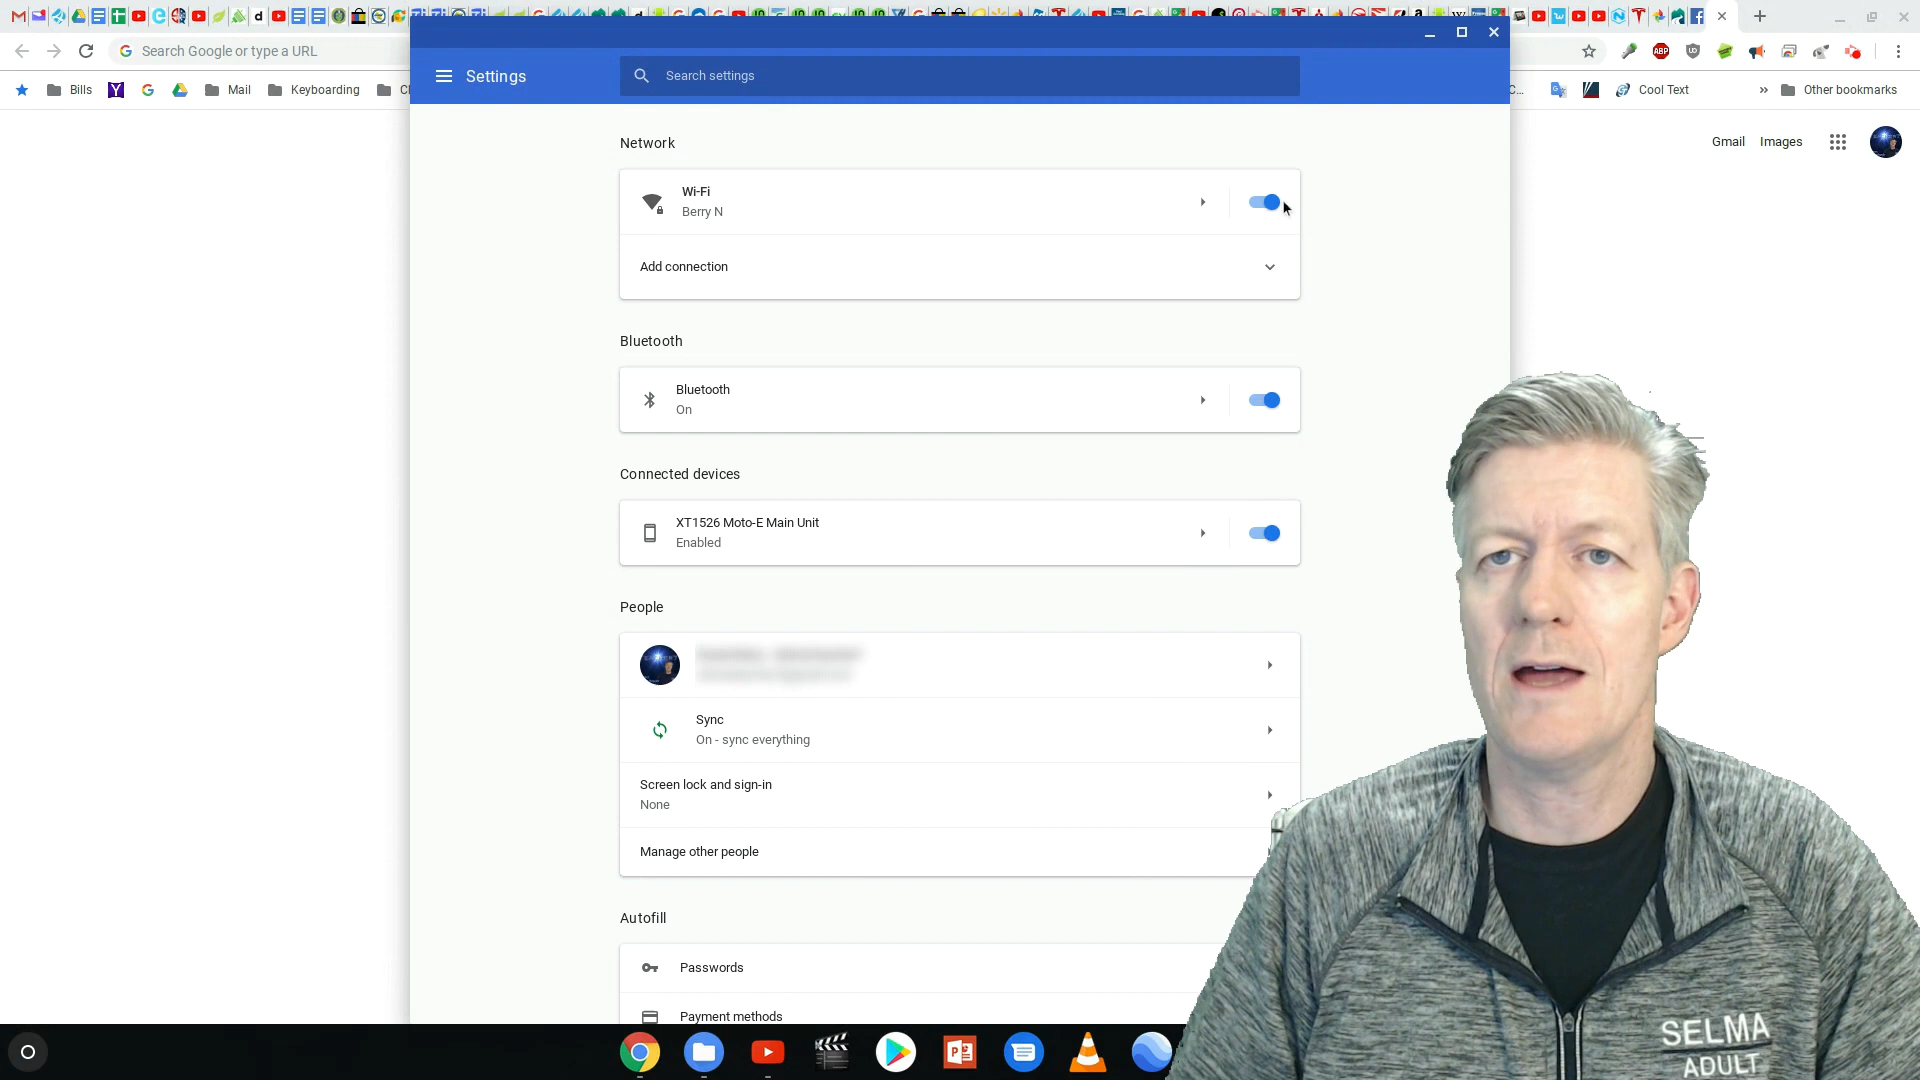 Search Google or type a URL
Bills
Mail
Keyboarding
C...
Cool Text
»
Other bookmarks
Gmail
Images
Settings
Search settings
Network
Wi-Fi
Berry N
Add connection
Bluetooth
Bluetooth
On
Connected devices
XT1526 Moto-E Main Unit
Enabled
People
Sync
On - sync everything
Screen lock and sign-in
None
Manage other people
Autofill
Passwords
Payment methods
SELMA
ADULT